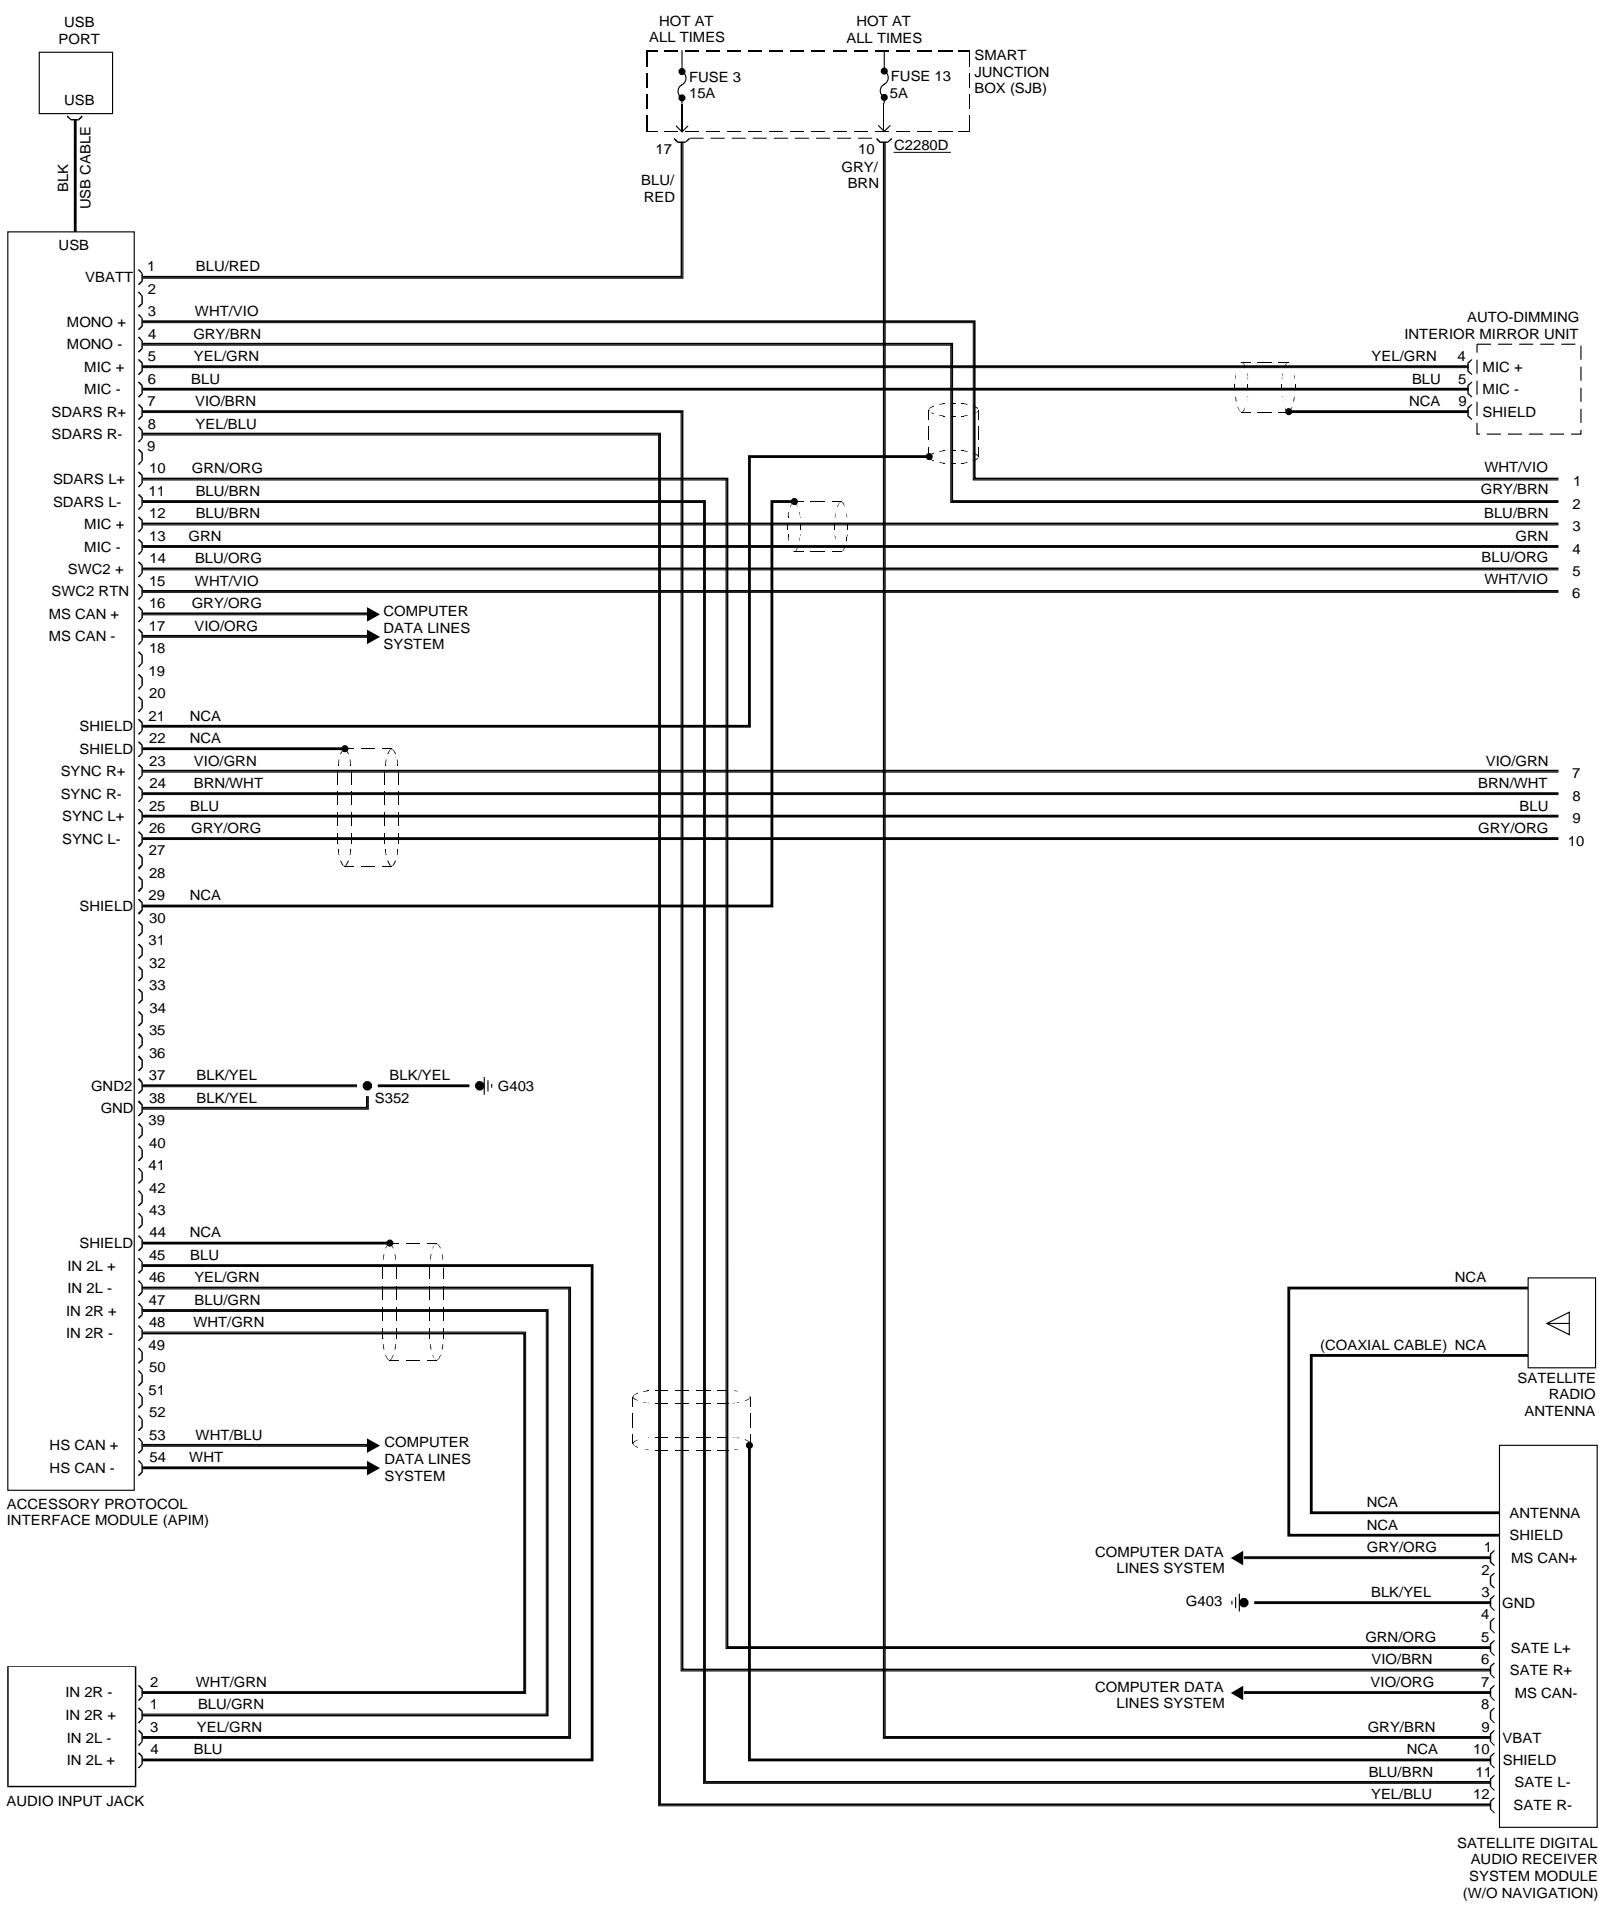 USB
PORT
USB
BLK
USB CABLE
HOT AT
ALL TIMES
HOT AT
ALL TIMES
FUSE 3
15A
FUSE 13
5A
SMART
JUNCTION
BOX (SJB)
17
10
C2280D
BLU/
RED
GRY/
BRN
USB
VBATT 1 BLU/RED
2
MONO + 3 WHT/VIO
MONO - 4 GRY/BRN
MIC + 5 YEL/GRN
MIC - 6 BLU
SDARS R+ 7 VIO/BRN
SDARS R- 8 YEL/BLU
9
SDARS L+ 10 GRN/ORG
SDARS L- 11 BLU/BRN
MIC + 12 BLU/BRN
MIC - 13 GRN
SWC2 + 14 BLU/ORG
SWC2 RTN 15 WHT/VIO
MS CAN + 16 GRY/ORG
MS CAN - 17 VIO/ORG
COMPUTER
DATA LINES
SYSTEM
18
19
20
SHIELD 21 NCA
SHIELD 22 NCA
SYNC R+ 23 VIO/GRN
SYNC R- 24 BRN/WHT
SYNC L+ 25 BLU
SYNC L- 26 GRY/ORG
27
28
SHIELD 29 NCA
30
31
32
33
34
35
36
GND2 37 BLK/YEL BLK/YEL G403
GND 38 BLK/YEL S352
39
40
41
42
43
SHIELD 44 NCA
IN 2L + 45 BLU
IN 2L - 46 YEL/GRN
IN 2R + 47 BLU/GRN
IN 2R - 48 WHT/GRN
49
50
51
52
HS CAN + 53 WHT/BLU
HS CAN - 54 WHT
COMPUTER
DATA LINES
SYSTEM
ACCESSORY PROTOCOL
INTERFACE MODULE (APIM)
IN 2R - 2 WHT/GRN
IN 2R + 1 BLU/GRN
IN 2L - 3 YEL/GRN
IN 2L + 4 BLU
AUDIO INPUT JACK
AUTO-DIMMING
INTERIOR MIRROR UNIT
YEL/GRN 4 MIC +
BLU 5 MIC -
NCA 9 SHIELD
WHT/VIO 1
GRY/BRN 2
BLU/BRN 3
GRN 4
BLU/ORG 5
WHT/VIO 6
VIO/GRN 7
BRN/WHT 8
BLU 9
GRY/ORG 10
NCA
(COAXIAL CABLE) NCA
SATELLITE
RADIO
ANTENNA
NCA ANTENNA
NCA SHIELD
COMPUTER DATA
LINES SYSTEM
GRY/ORG 1 MS CAN+
2
G403 BLK/YEL 3 GND
4
GRN/ORG 5 SATE L+
VIO/BRN 6 SATE R+
COMPUTER DATA
LINES SYSTEM
VIO/ORG 7 MS CAN-
8
GRY/BRN 9 VBAT
NCA 10 SHIELD
BLU/BRN 11 SATE L-
YEL/BLU 12 SATE R-
SATELLITE DIGITAL
AUDIO RECEIVER
SYSTEM MODULE
(W/O NAVIGATION)